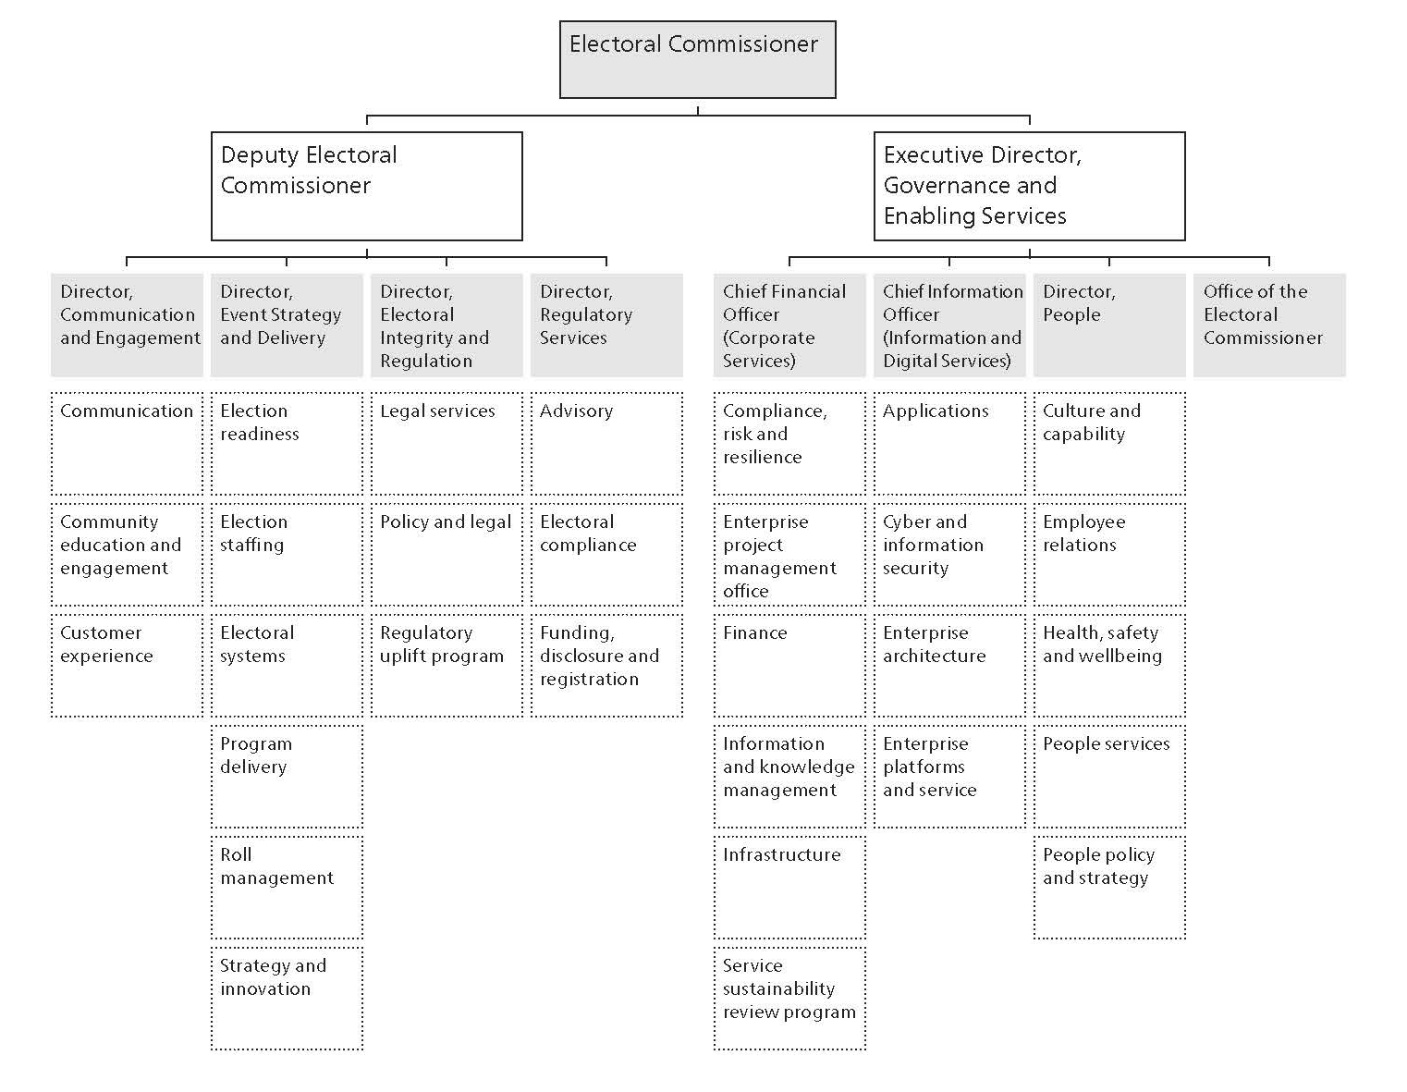 Electoral Commissioner
Deputy Electoral
Commissioner
Executive Director,
Governance and
Enabling Services
Director,
Communication
and Engagement
Director,
Event Strategy
and Delivery
Director,
Electoral
Integrity and
Regulation
Director,
Regulatory
Services
Chief Financial
Officer
(Corporate
Services)
Chief Information
Officer
(Information and
Digital Services)
Director,
People
Office of the
Electoral
Commissioner
Communication
Election
readiness
Legal services
Advisory
Compliance,
risk and
resilience
Applications
Culture and
capability
Community
education and
engagement
Election
staffing
Policy and legal
Electoral
compliance
Enterprise
project
management
office
Cyber and
information
security
Employee
relations
Customer
experience
Electoral
systems
Regulatory
uplift program
Funding,
disclosure and
registration
Finance
Enterprise
architecture
Health, safety
and wellbeing
Program
delivery
Information
and knowledge
management
Enterprise
platforms
and service
People services
Roll
management
Infrastructure
People policy
and strategy
Strategy and
innovation
Service
sustainability
review program